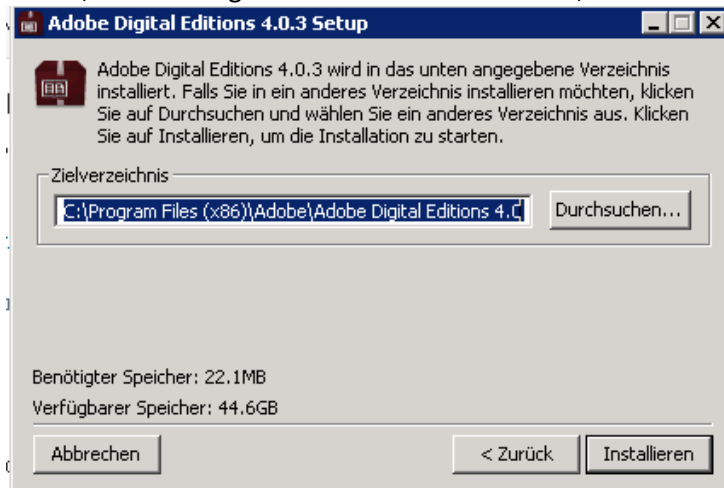 Adobe Digital Editions 4.0.3 Setup
Adobe Digital Editions 4.0.3 wird in das unten angegebene Verzeichnis
installiert. Falls Sie in ein anderes Verzeichnis installieren möchten, klicken
Sie auf Durchsuchen und wählen Sie ein anderes Verzeichnis aus. Klicken
Sie auf Installieren, um die Installation zu starten.
Zielverzeichnis
C:\Program Files (x86)\Adobe\Adobe Digital Editions 4.0
Durchsuchen...
Benötigter Speicher: 22.1MB
Verfügbarer Speicher: 44.6GB
Abbrechen
< Zurück
Installieren